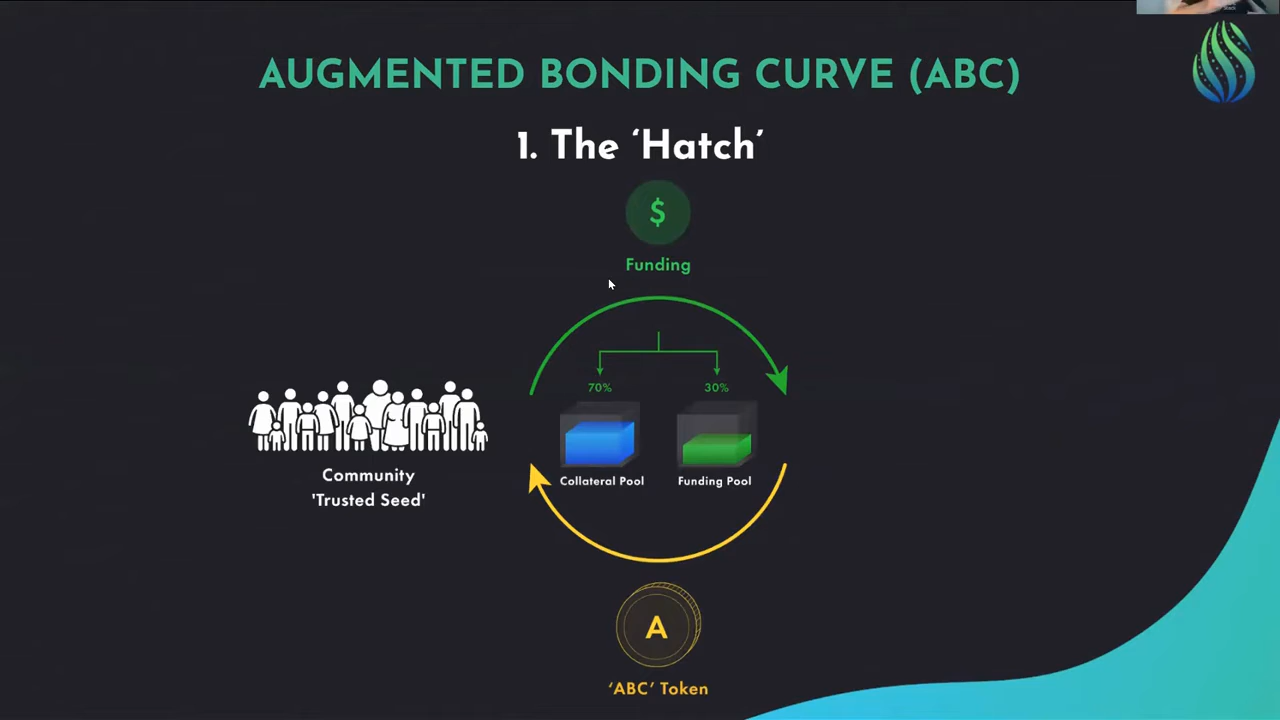 AUGMENTED BONDING CURVE (ABC)
1. The ‘Hatch’
$
Funding
70%
30%
Collateral Pool
Funding Pool
Community
'Trusted Seed'
A
‘ABC’ Token